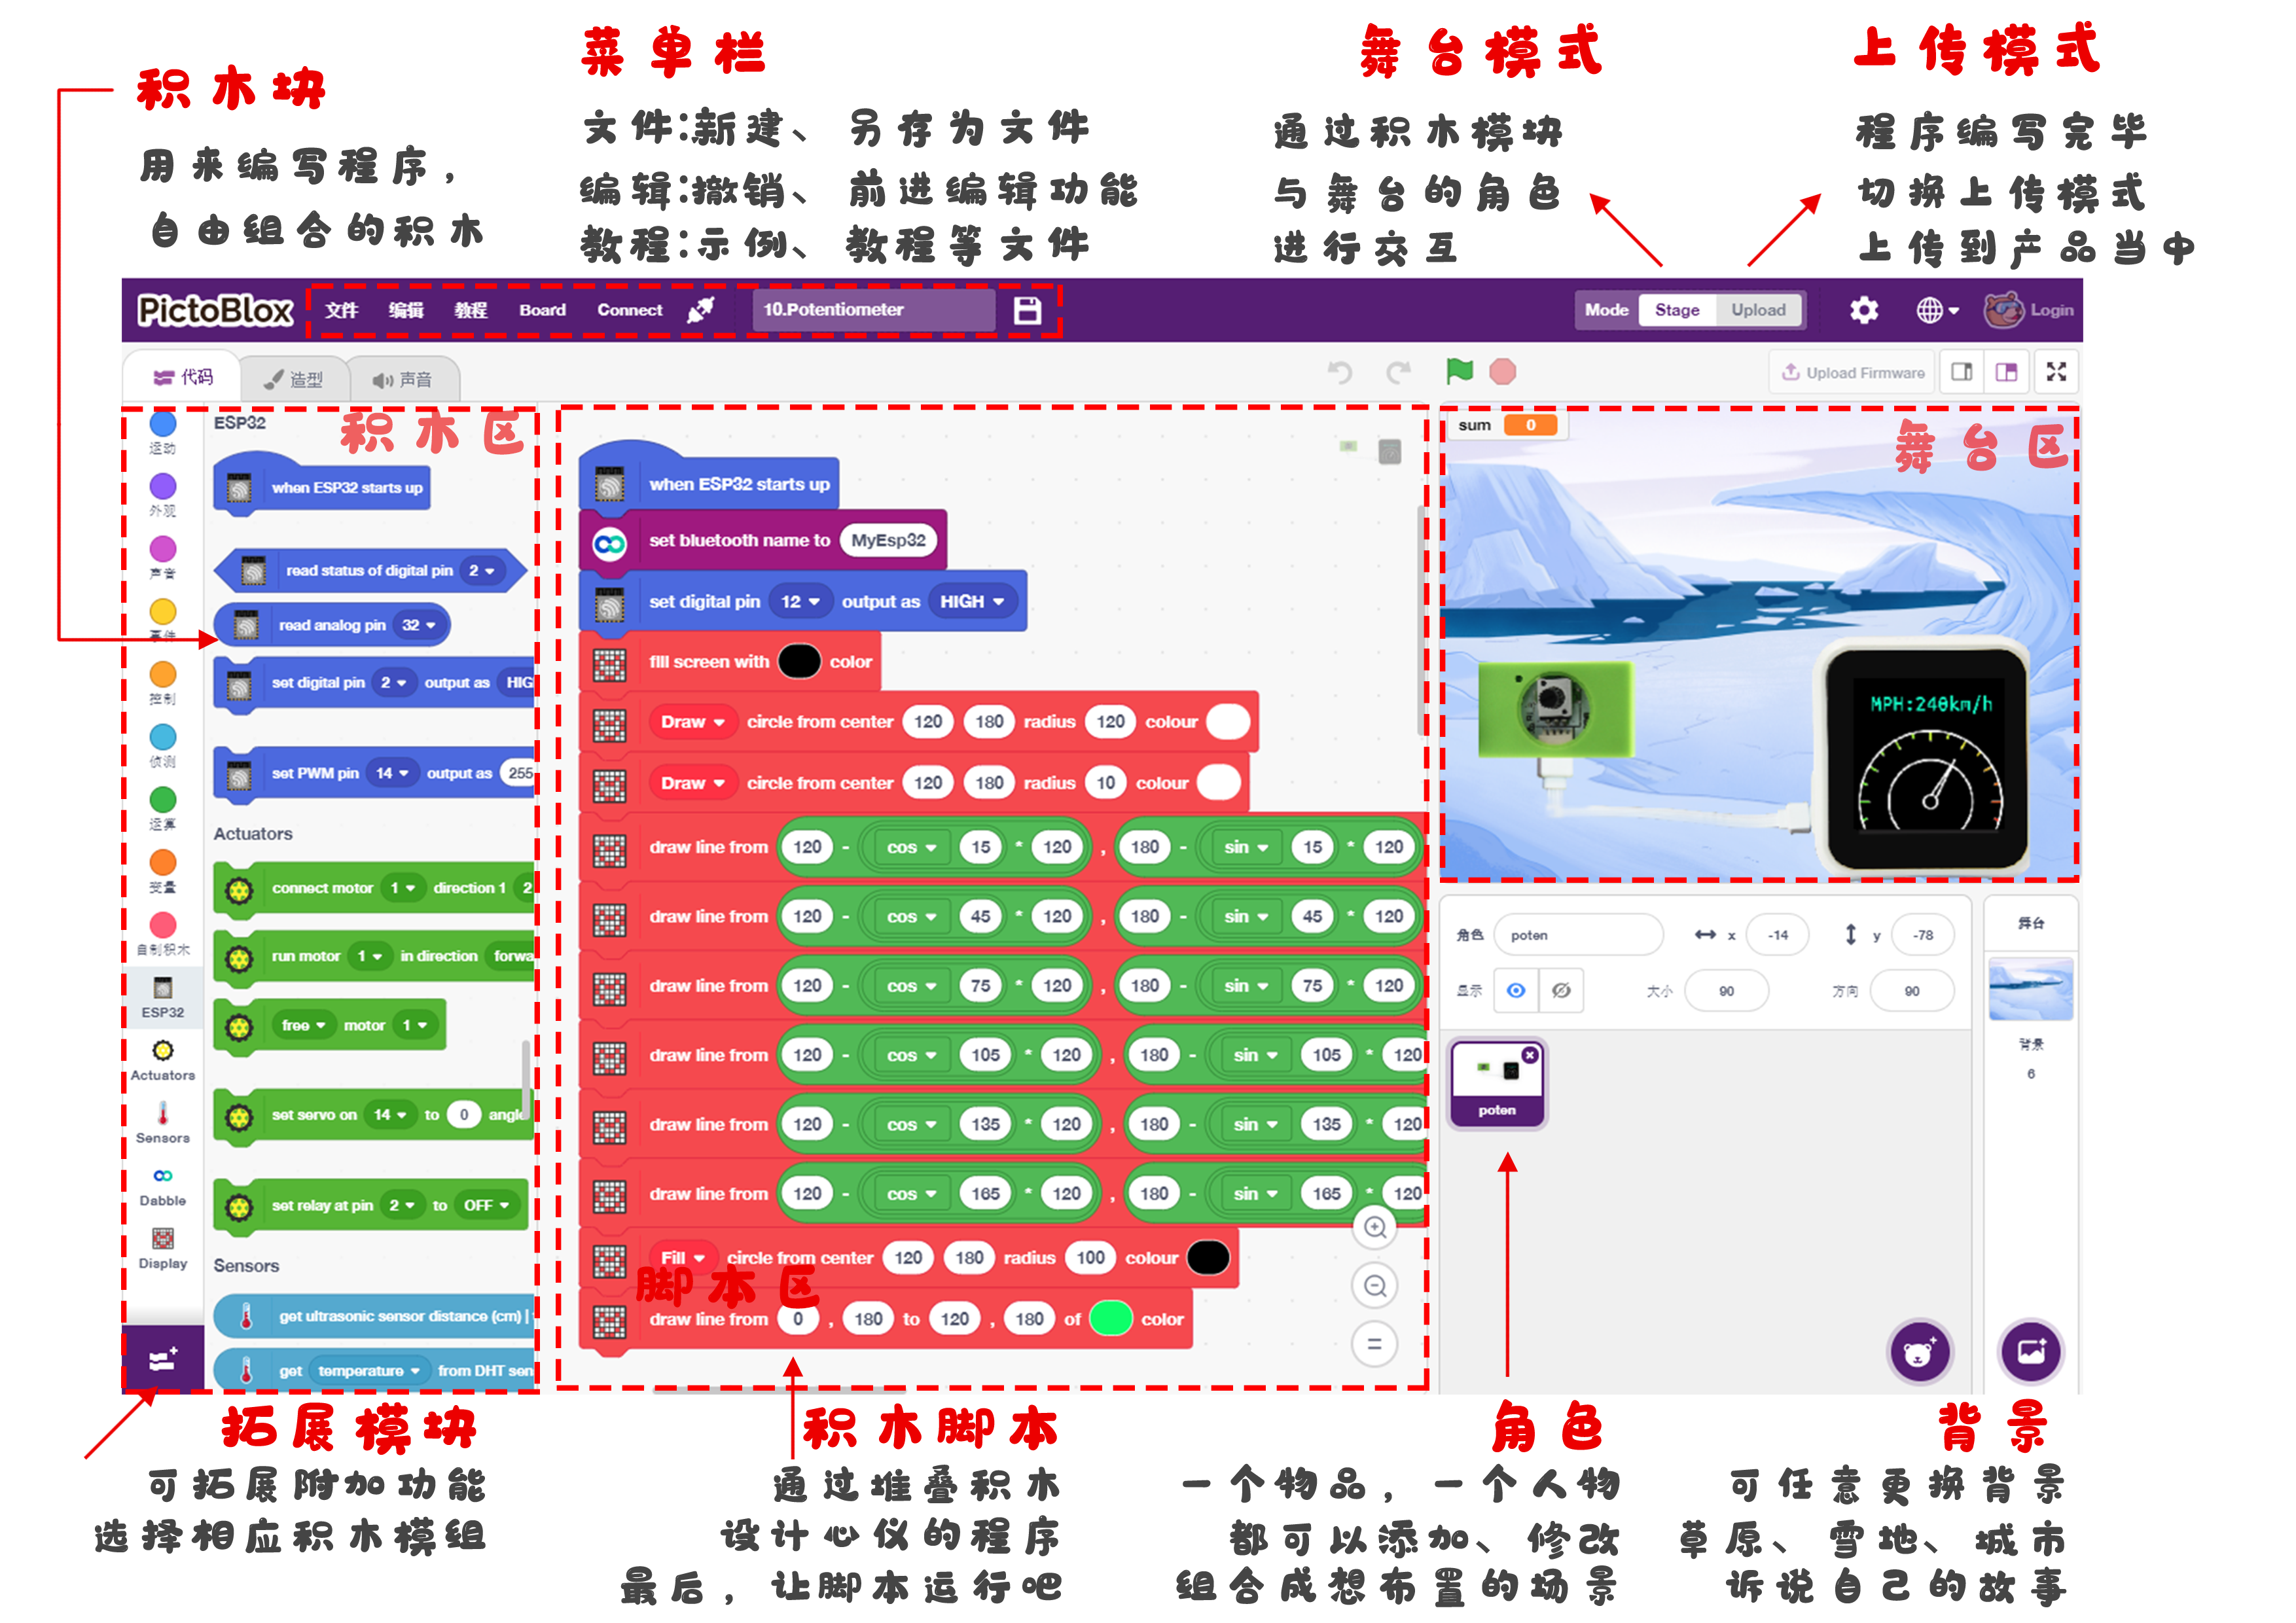 积木块
用来编写程序，
自由组合的积木
菜单栏
文件:新建、另存为文件
编辑:撤销、前进编辑功能
教程:示例、教程等文件
舞台模式
通过积木模块
与舞台的角色
进行交互
上传模式
程序编写完毕
切换上传模式
上传到产品当中
PictoBlox 文件 编辑 教程 Board Connect 10.Potentiometer Mode Stage Upload Login
代码 造型 声音 Upload Firmware
积木区
运动
外观
声音
事件
控制
侦测
运算
变量
自制积木
ESP32
Actuators
Sensors
Dabble
Display
ESP32
when ESP32 starts up
read status of digital pin 2
read analog pin 32
set digital pin 2 output as HIG
set PWM pin 14 output as 255
Actuators
connect motor 1 direction 1 2
run motor 1 in direction forwa
free motor 1
set servo on 14 to 0 angle
set relay at pin 2 to OFF
Sensors
get ultrasonic sensor distance (cm) |
get temperature from DHT sen
when ESP32 starts up
set bluetooth name to MyEsp32
set digital pin 12 output as HIGH
fill screen with color
Draw circle from center 120 180 radius 120 colour
Draw circle from center 120 180 radius 10 colour
draw line from 120 - cos 15 * 120 , 180 - sin 15 * 120
draw line from 120 - cos 45 * 120 , 180 - sin 45 * 120
draw line from 120 - cos 75 * 120 , 180 - sin 75 * 120
draw line from 120 - cos 105 * 120 , 180 - sin 105 * 120
draw line from 120 - cos 135 * 120 , 180 - sin 135 * 120
draw line from 120 - cos 165 * 120 , 180 - sin 165 * 120
Fill circle from center 120 180 radius 100 colour
脚本区
draw line from 0 , 180 to 120 , 180 of color
sum 0
舞台区
MPH:240km/h
角色 poten x -14 y -78
显示 大小 90 方向 90
poten
舞台
背景
6
拓展模块
可拓展附加功能
选择相应积木模组
积木脚本
通过堆叠积木
设计心仪的程序
最后，让脚本运行吧
角色
一个物品，一个人物
都可以添加、修改
组合成想布置的场景
背景
可任意更换背景
草原、雪地、城市
诉说自己的故事